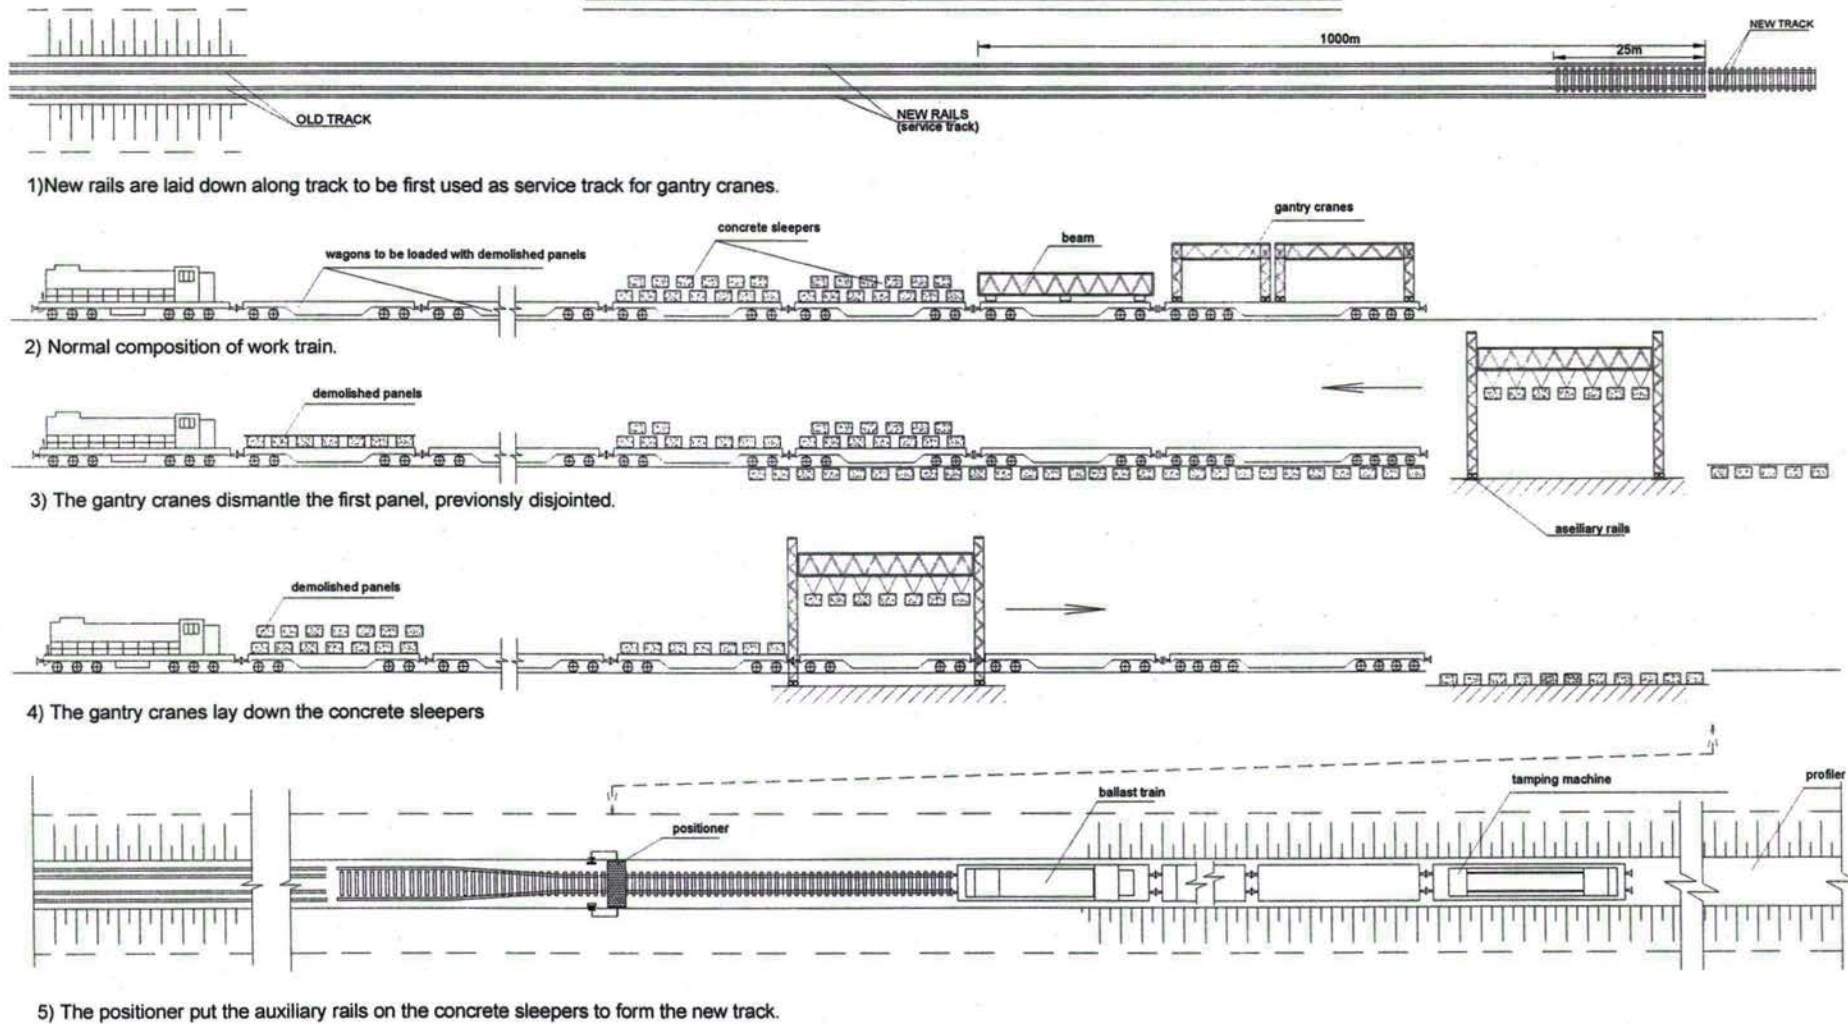 1000m
NEW TRACK
25m
OLD TRACK
NEW RAILS
(service track)
1)New rails are laid down along track to be first used as service track for gantry cranes.
gantry cranes
concrete sleepers
beam
wagons to be loaded with demolished panels
2) Normal composition of work train.
demolished panels
3) The gantry cranes dismantle the first panel, previonsly disjointed.
aseiliary rails
demolished panels
4) The gantry cranes lay down the concrete sleepers
tamping machine
profiler
ballast train
positioner
5) The positioner put the auxiliary rails on the concrete sleepers to form the new track.